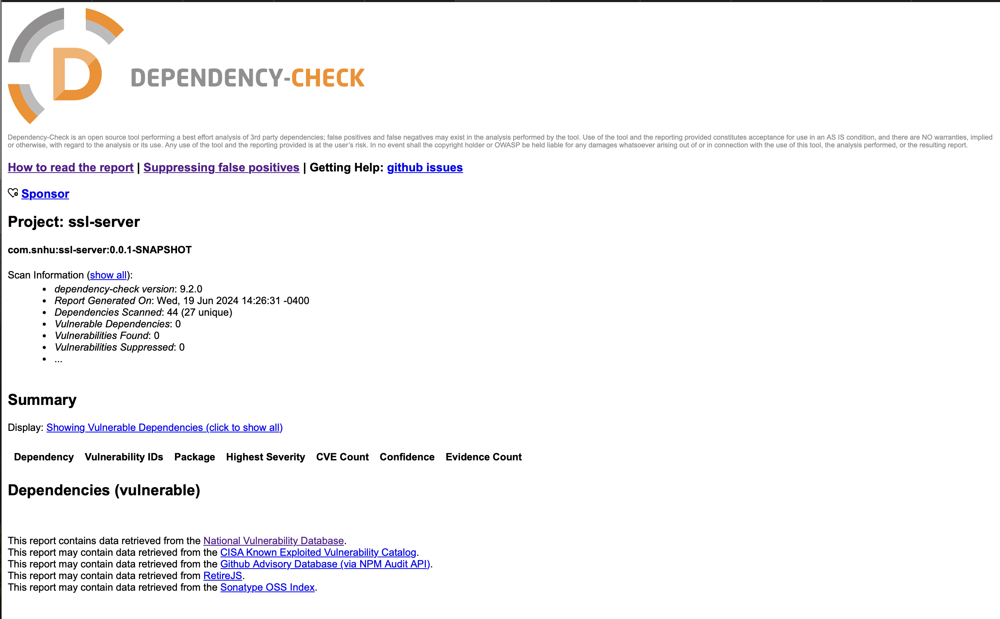 D
DEPENDENCY-CHECK
Dependency-Check is an open source tool performing a best effort analysis of 3rd party dependencies; false positives and false negatives may exist in the analysis performed by the tool. Use of the tool and the reporting provided constitutes acceptance for use in an AS IS condition, and there are NO warranties, implied
or otherwise, with regard to the analysis or its use. Any use of the tool and the reporting provided is at the user’s risk. In no event shall the copyright holder or OWASP be held liable for any damages whatsoever arising out of or in connection with the use of this tool, the analysis performed, or the resulting report.
How to read the report | Suppressing false positives | Getting Help: github issues
Sponsor
Project: ssl-server
com.snhu:ssl-server:0.0.1-SNAPSHOT
Scan Information (show all):
• dependency-check version: 9.2.0
• Report Generated On: Wed, 19 Jun 2024 14:26:31 -0400
• Dependencies Scanned: 44 (27 unique)
• Vulnerable Dependencies: 0
• Vulnerabilities Found: 0
• Vulnerabilities Suppressed: 0
• ...
Summary
Display: Showing Vulnerable Dependencies (click to show all)
Dependency Vulnerability IDs Package Highest Severity CVE Count Confidence Evidence Count
Dependencies (vulnerable)
This report contains data retrieved from the National Vulnerability Database.
This report may contain data retrieved from the CISA Known Exploited Vulnerability Catalog.
This report may contain data retrieved from the Github Advisory Database (via NPM Audit API).
This report may contain data retrieved from RetireJS.
This report may contain data retrieved from the Sonatype OSS Index.